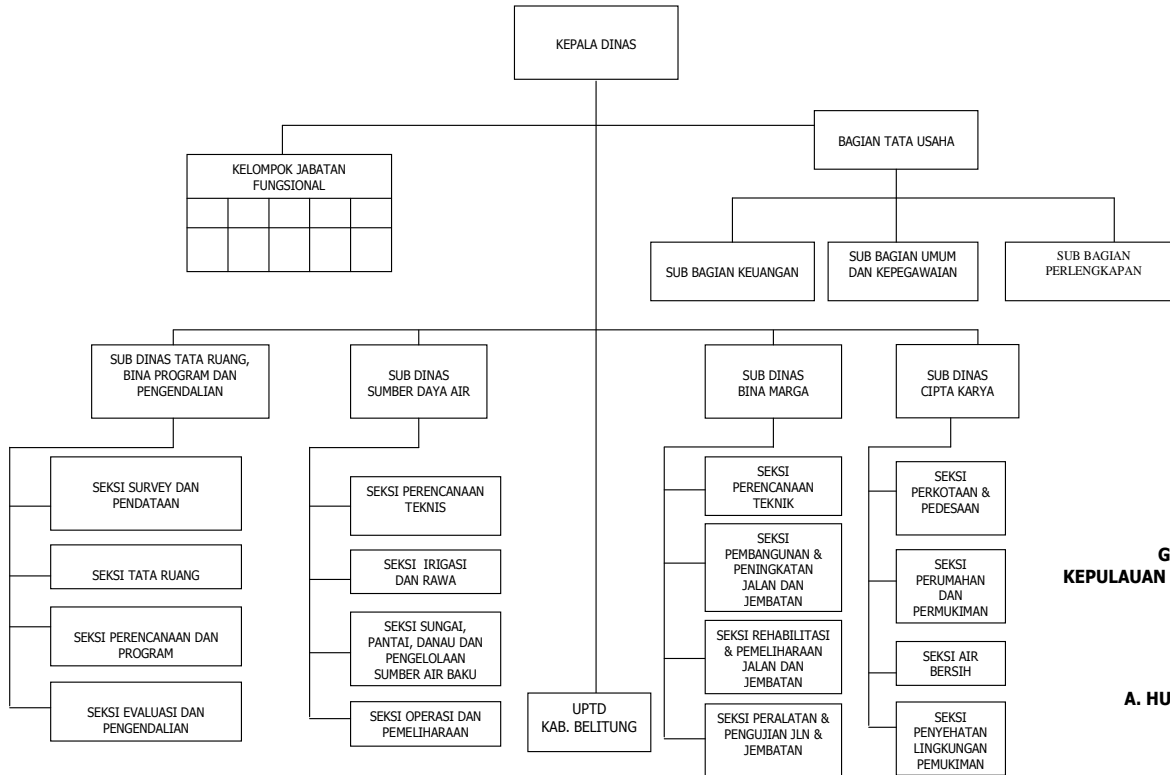 KEPALA DINAS
BAGIAN TATA USAHA
KELOMPOK JABATAN
FUNGSIONAL
SUB BAGIAN KEUANGAN
SUB BAGIAN UMUM
DAN KEPEGAWAIAN
SUB BAGIAN
PERLENGKAPAN
SUB DINAS TATA RUANG,
BINA PROGRAM DAN
PENGENDALIAN
SUB DINAS
SUMBER DAYA AIR
SUB DINAS
BINA MARGA
SUB DINAS
CIPTA KARYA
SEKSI SURVEY DAN
PENDATAAN
SEKSI TATA RUANG
SEKSI PERENCANAAN DAN
PROGRAM
SEKSI EVALUASI DAN
PENGENDALIAN
SEKSI PERENCANAAN
TEKNIS
SEKSI IRIGASI
DAN RAWA
SEKSI SUNGAI,
PANTAI, DANAU DAN
PENGELOLAAN
SUMBER AIR BAKU
SEKSI OPERASI DAN
PEMELIHARAAN
UPTD
KAB. BELITUNG
SEKSI
PERENCANAAN
TEKNIK
SEKSI
PEMBANGUNAN &
PENINGKATAN
JALAN DAN
JEMBATAN
SEKSI REHABILITASI
& PEMELIHARAAN
JALAN DAN
JEMBATAN
SEKSI PERALATAN &
PENGUJIAN JLN &
JEMBATAN
SEKSI
PERKOTAAN &
PEDESAAN
SEKSI
PERUMAHAN
DAN
PERMUKIMAN
SEKSI AIR
BERSIH
SEKSI
PENYEHATAN
LINGKUNGAN
PEMUKIMAN
G
KEPULAUAN
A. HU